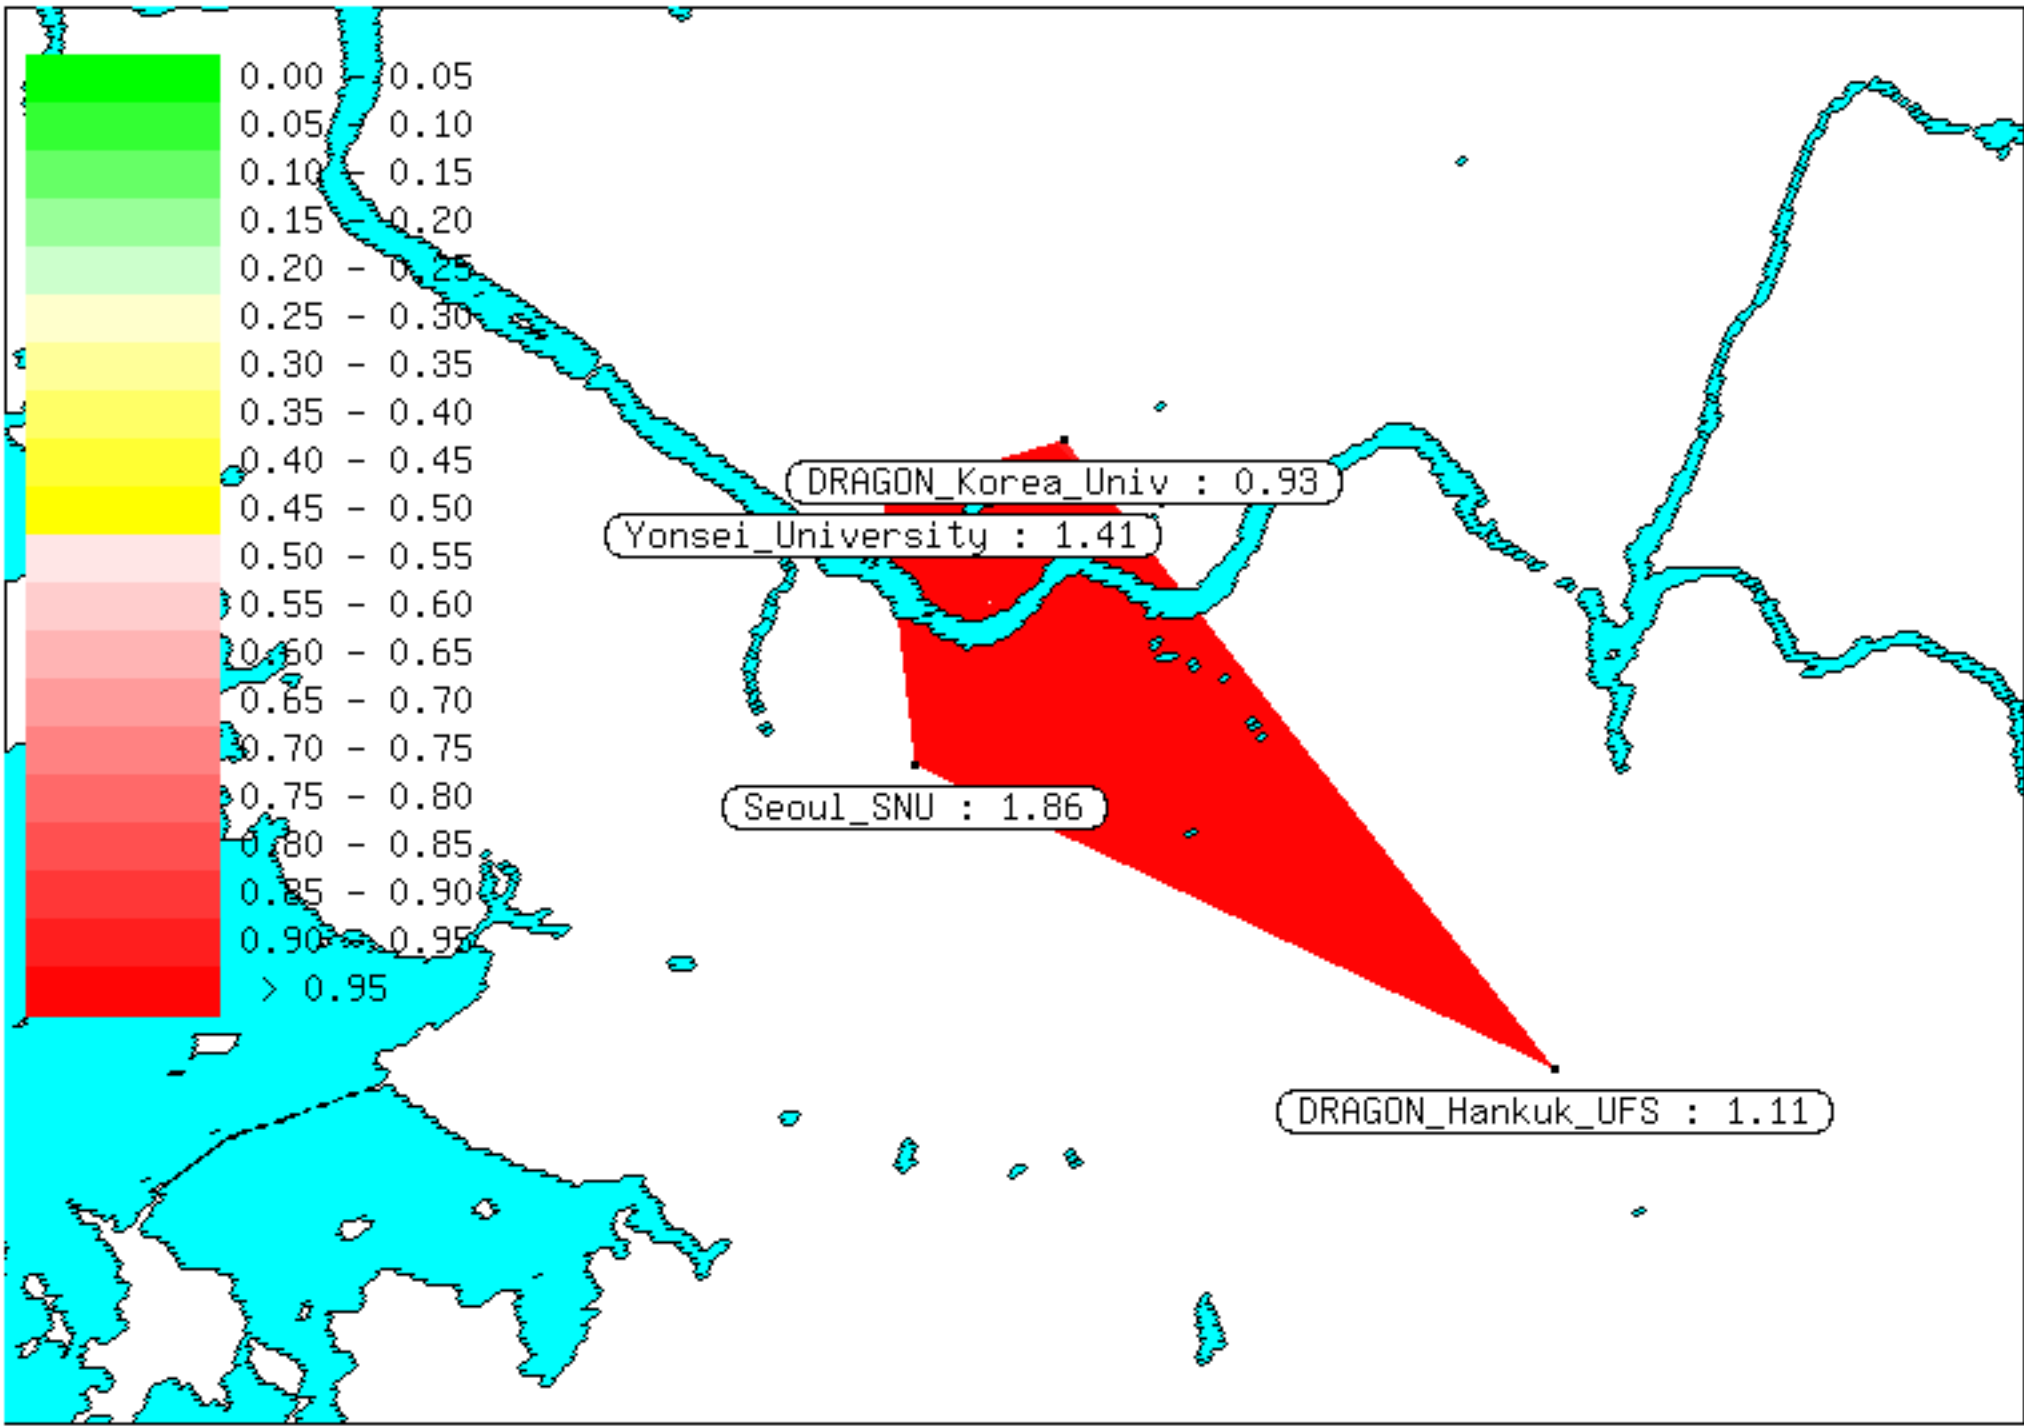 0.00 - 0.05
0.05 - 0.10
0.10 - 0.15
0.15 - 0.20
0.20 - 0.25
0.25 - 0.30
0.30 - 0.35
0.35 - 0.40
0.40 - 0.45
0.45 - 0.50
0.50 - 0.55
0.55 - 0.60
0.60 - 0.65
0.65 - 0.70
0.70 - 0.75
0.75 - 0.80
0.80 - 0.85
0.85 - 0.90
0.90 - 0.95
> 0.95
DRAGON_Korea_Univ : 0.93
Yonsei_University : 1.41
Seoul_SNU : 1.86
DRAGON_Hankuk_UFS : 1.11